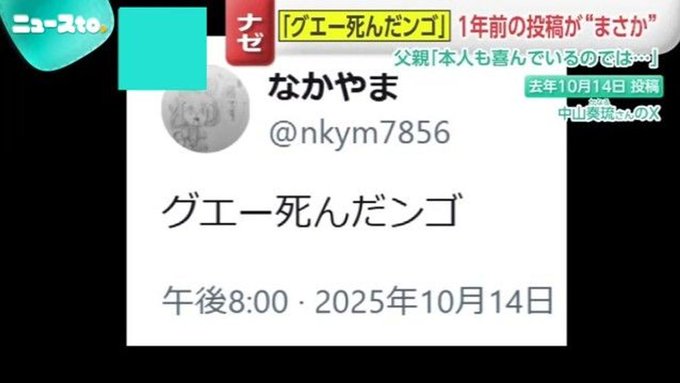 ニュースto.
ナゼ
「グエー死んだンゴ」 1年前の投稿が“まさか”
父親「本人も喜んでいるのでは…」
去年10月14日 投稿
かなる
中山奏琉さんのX
なかやま
@nkym7856
グエー死んだンゴ
午後8:00 · 2025年10月14日